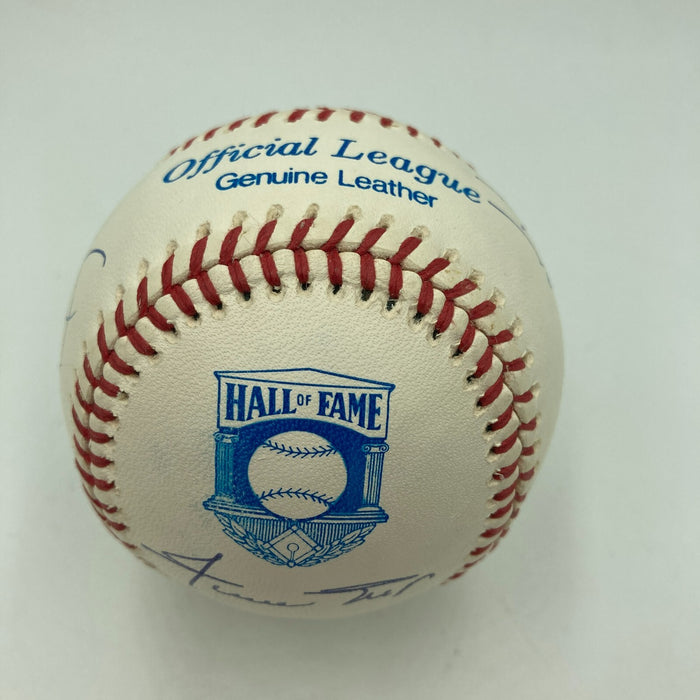 Official League
Genuine Leather
HALL OF FAME